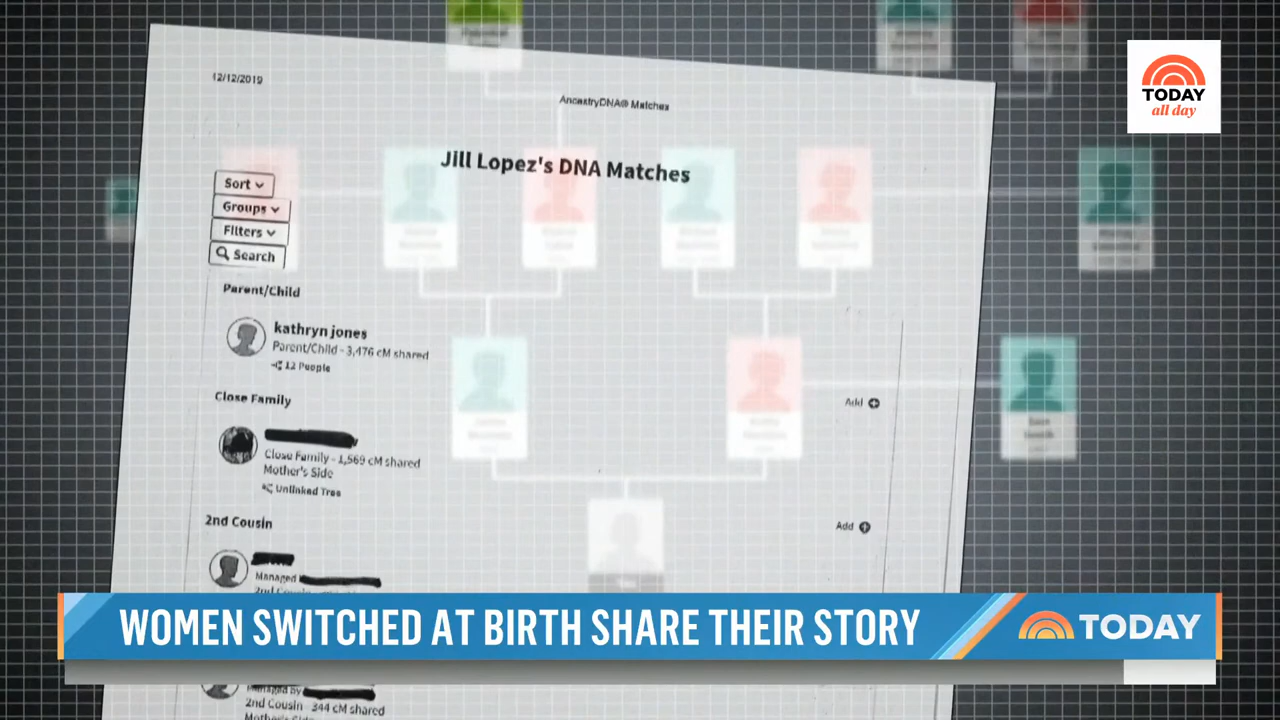 12/12/2019
AncestryDNA® Matches
TODAY
all day
Jill Lopez's DNA Matches
Sort
Groups
Filters
Search
Parent/Child
kathryn jones
Parent/Child - 3,476 cM shared
12 People
Close Family
Add
Close Family - 1,569 cM shared
Mother's Side
Unlinked Tree
2nd Cousin
Add
Managed
WOMEN SWITCHED AT BIRTH SHARE THEIR STORY
TODAY
Managed by
2nd Cousin 344 cM shared
Mother's